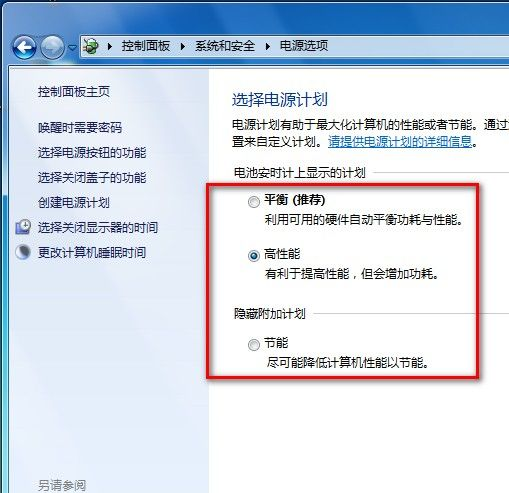 控制面板 ▸ 系统和安全 ▸ 电源选项
控制面板主页
唤醒时需要密码
选择电源按钮的功能
选择关闭盖子的功能
创建电源计划
选择关闭显示器的时间
更改计算机睡眠时间
另请参阅
选择电源计划
电源计划有助于最大化计算机的性能或者节能。通过
置来自定义计划。请提供电源计划的详细信息。
电池安时计上显示的计划
平衡 (推荐)
利用可用的硬件自动平衡功耗与性能。
高性能
有利于提高性能，但会增加功耗。
隐藏附加计划
节能
尽可能降低计算机性能以节能。